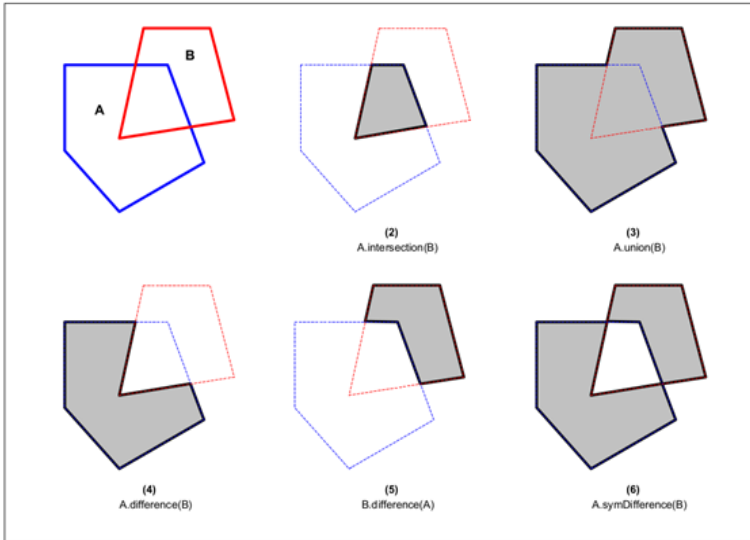 A
B
(2)
A.intersection(B)
(3)
A.union(B)
(4)
A.difference(B)
(5)
B.difference(A)
(6)
A.symDifference(B)